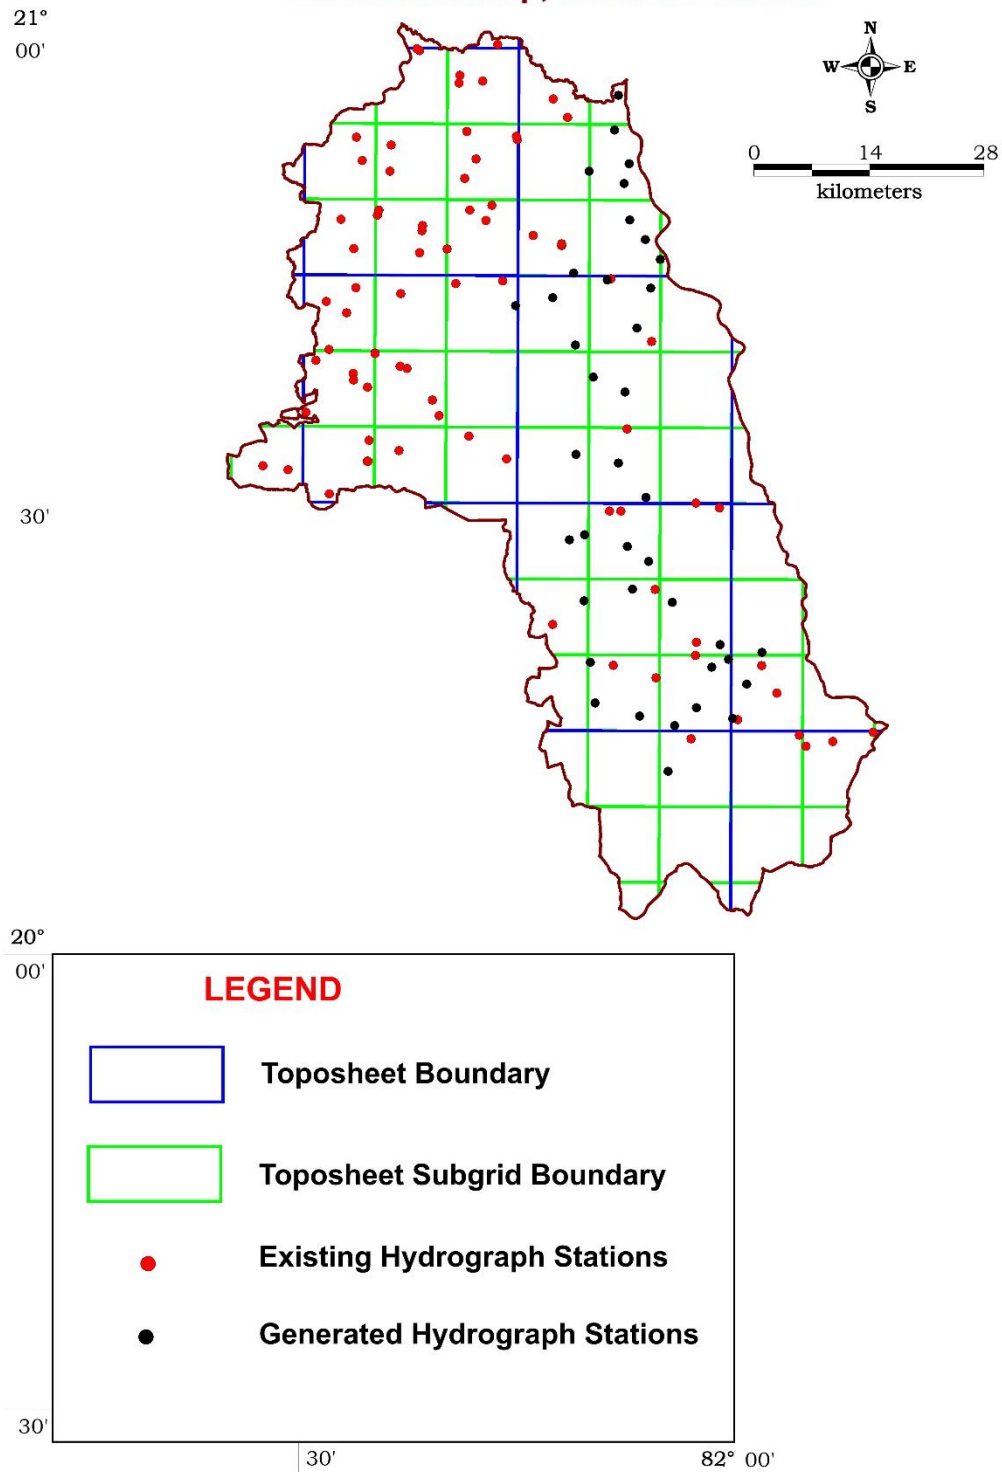 21°
00'
N
W E
S
0 14 28
kilometers
30'
20°
00'
LEGEND
Toposheet Boundary
Toposheet Subgrid Boundary
Existing Hydrograph Stations
Generated Hydrograph Stations
30'
30'
82° 00'